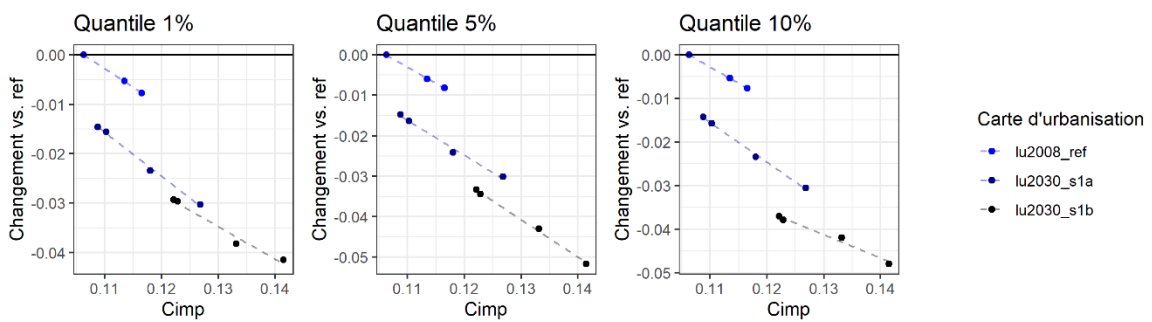 Quantile 1%
Quantile 5%
Quantile 10%
Changement vs. ref
0.00
-0.01
-0.02
-0.03
-0.04
0.11
0.12
0.13
0.14
Cimp
Changement vs. ref
0.00
-0.01
-0.02
-0.03
-0.04
-0.05
0.11
0.12
0.13
0.14
Cimp
Changement vs. ref
0.00
-0.01
-0.02
-0.03
-0.04
-0.05
0.11
0.12
0.13
0.14
Cimp
Carte d'urbanisation
lu2008_ref
lu2030_s1a
lu2030_s1b